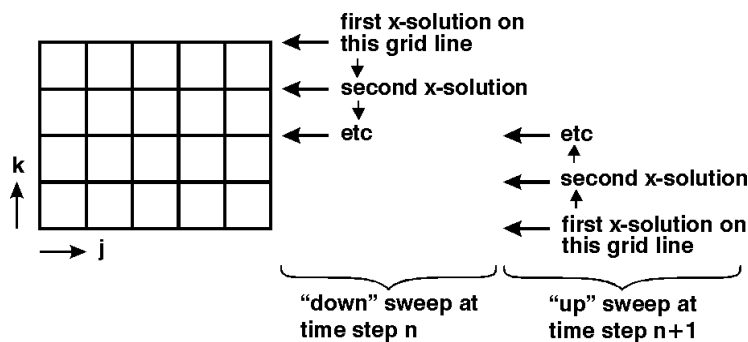 first x-solution on
this grid line
second x-solution
etc
k
j
etc
second x-solution
first x-solution on
this grid line
“down” sweep at
time step n
“up” sweep at
time step n+1